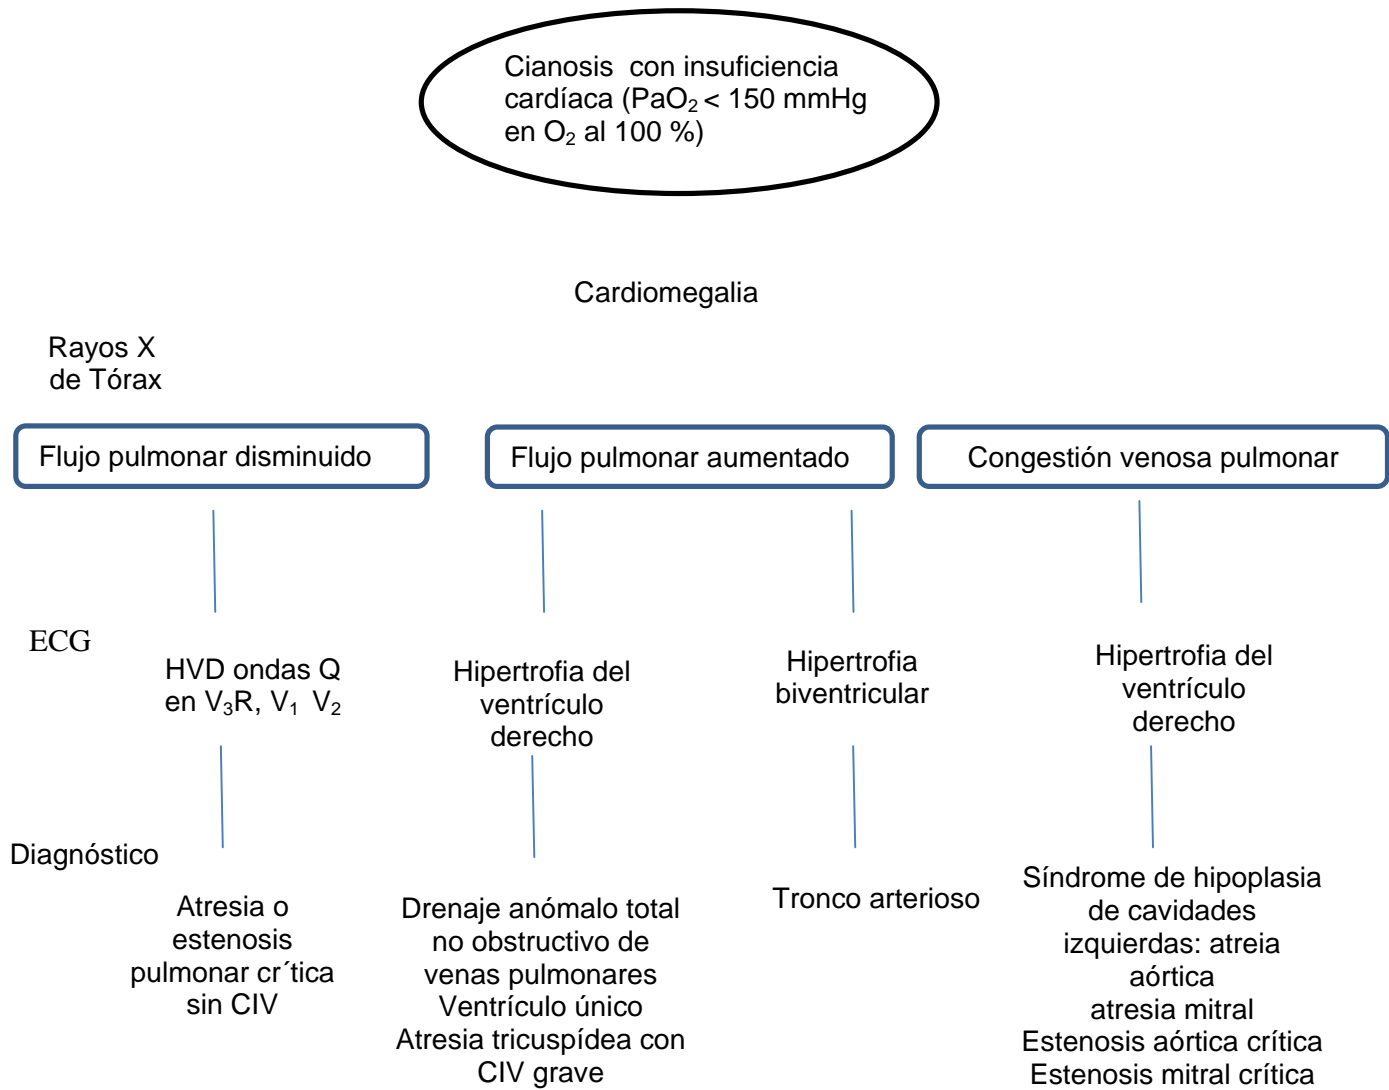 Cianosis con insuficiencia
cardíaca (PaO₂ < 150 mmHg
en O₂ al 100 %)
Cardiomegalia
Rayos X
de Tórax
Flujo pulmonar disminuido
Flujo pulmonar aumentado
Congestión venosa pulmonar
ECG
HVD ondas Q
en V₃R, V₁ V₂
Hipertrofia del
ventrículo
derecho
Hipertrofia
biventricular
Hipertrofia del
ventrículo
derecho
Diagnóstico
Atresia o
estenosis
pulmonar cr´tica
sin CIV
Drenaje anómalo total
no obstructivo de
venas pulmonares
Ventrículo único
Atresia tricuspídea con
CIV grave
Tronco arterioso
Síndrome de hipoplasia
de cavidades
izquierdas: atreia
aórtica
atresia mitral
Estenosis aórtica crítica
Estenosis mitral crítica